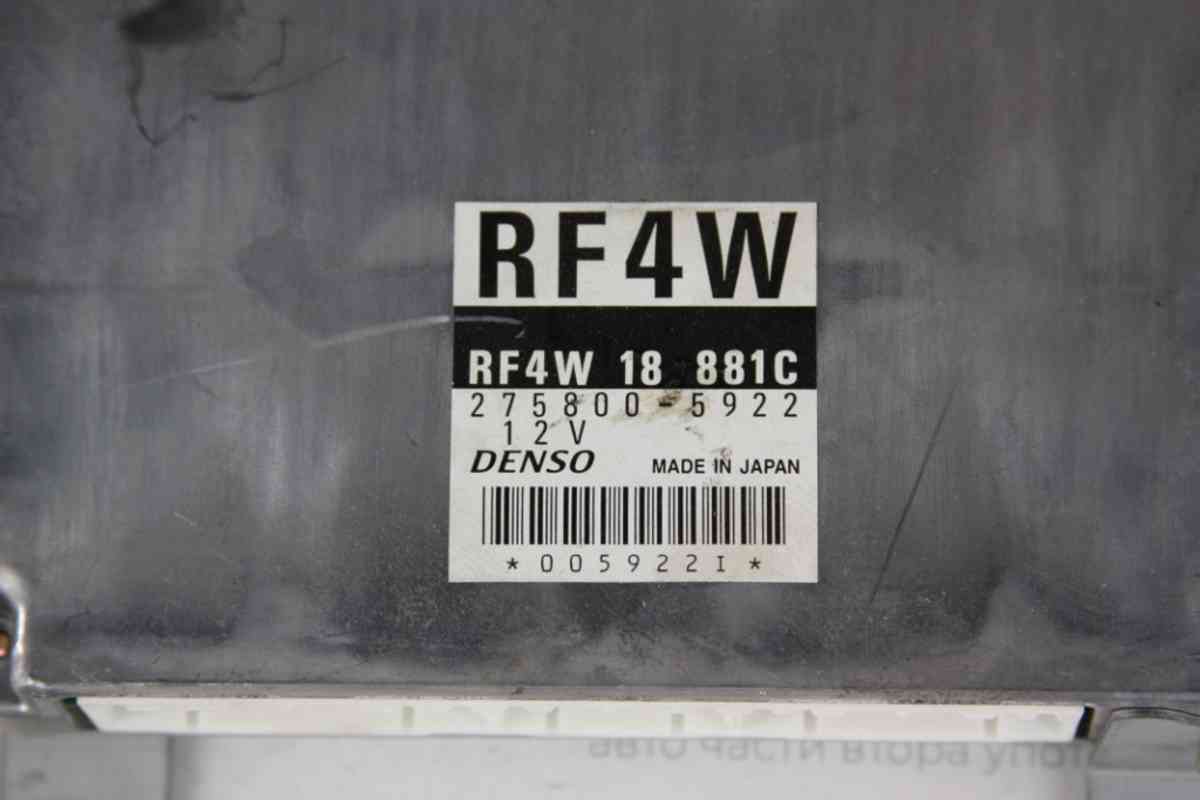 RF4W
RF4W 18 881C
275800-5922
12V
DENSO MADE IN JAPAN
*005922I*
авто части втора упот